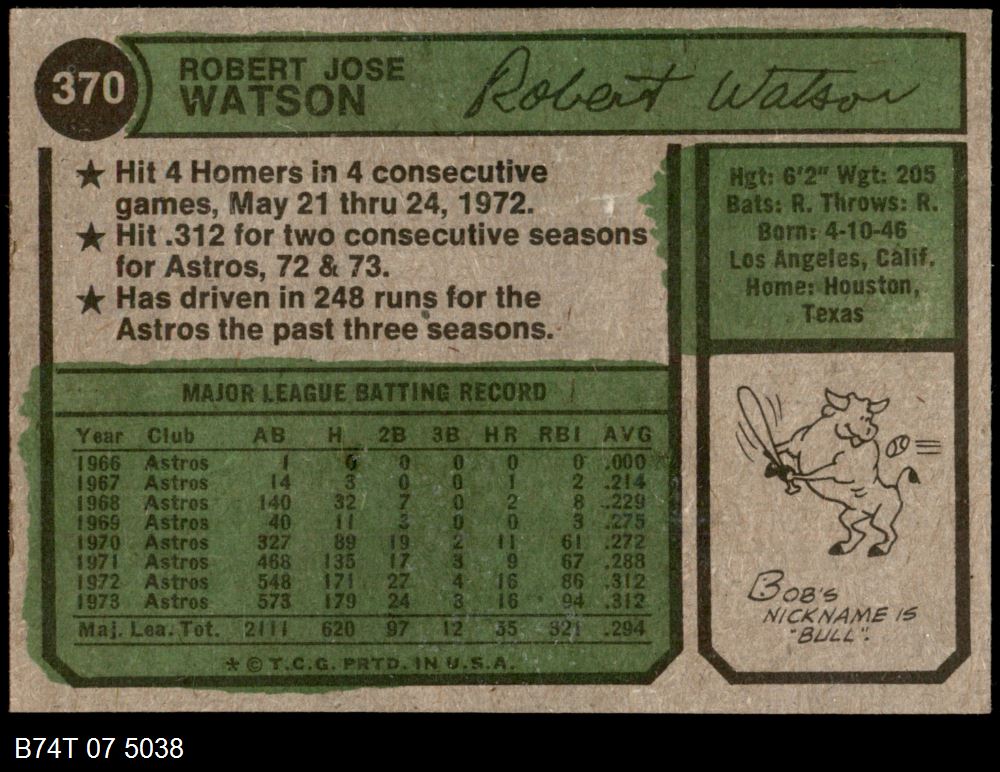 370
ROBERT JOSE
WATSON
Robert Watson
★ Hit 4 Homers in 4 consecutive
games, May 21 thru 24, 1972.
★ Hit .312 for two consecutive seasons
for Astros, 72 & 73.
★ Has driven in 248 runs for the
Astros the past three seasons.
Hgt: 6'2" Wgt: 205
Bats: R. Throws: R.
Born: 4-10-46
Los Angeles, Calif.
Home: Houston,
Texas
MAJOR LEAGUE BATTING RECORD
Year Club AB H 2B 3B HR RBI AVG
1966 Astros 1 0 0 0 0 0 .000
1967 Astros 14 3 0 0 1 2 .214
1968 Astros 140 32 7 0 2 8 .229
1969 Astros 40 11 3 0 0 3 .275
1970 Astros 327 89 19 2 11 61 .272
1971 Astros 468 135 17 3 9 67 .288
1972 Astros 548 171 27 4 16 86 .312
1973 Astros 573 179 24 3 16 94 .312
Maj. Lea. Tot. 2111 620 97 12 55 321 .294
* © T.C.G. PRTD. IN U.S.A.
BOB'S
NICKNAME IS
"BULL".
B74T 07 5038